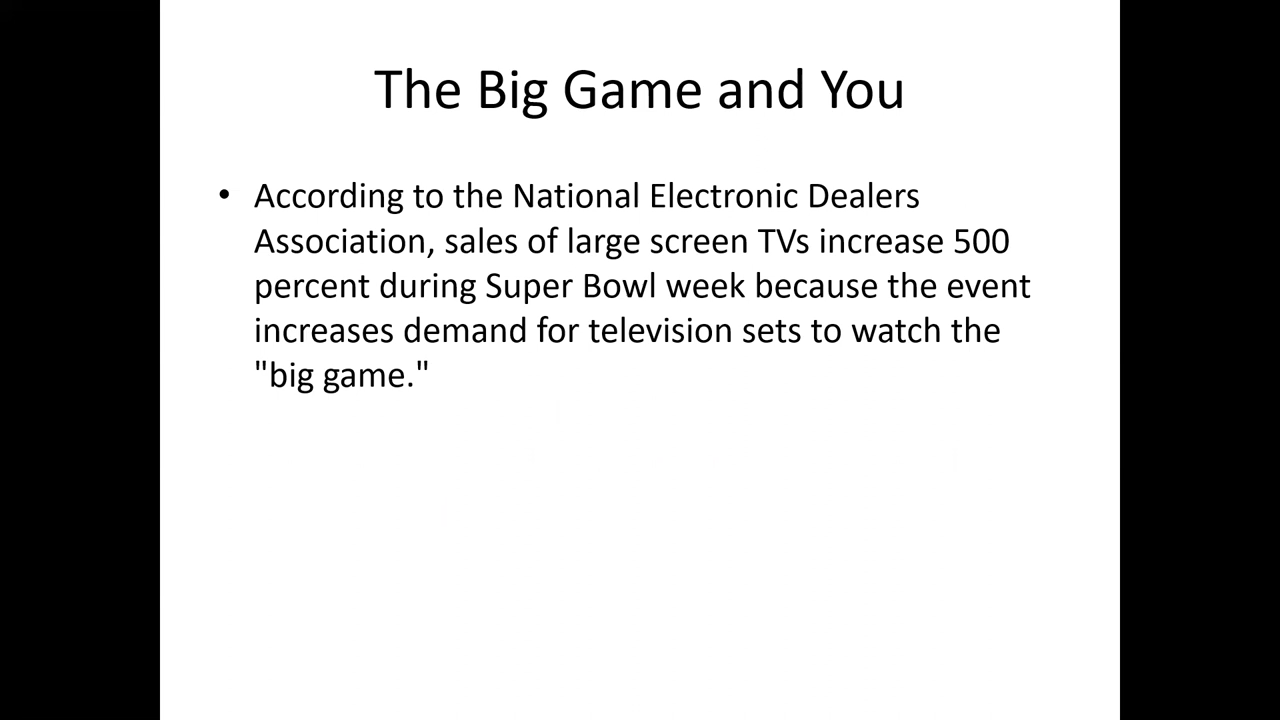 The Big Game and You
• According to the National Electronic Dealers
Association, sales of large screen TVs increase 500
percent during Super Bowl week because the event
increases demand for television sets to watch the
"big game."